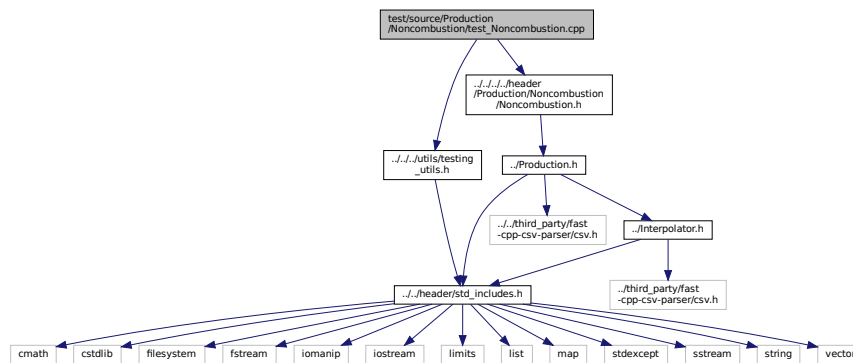 test/source/Production
/Noncombustion/test_Noncombustion.cpp
../../../../header
/Production/Noncombustion
/Noncombustion.h
../../../utils/testing
_utils.h
../Production.h
../../third_party/fast
-cpp-csv-parser/csv.h
../Interpolator.h
../third_party/fast
-cpp-csv-parser/csv.h
../../header/std_includes.h
cmath
cstdlib
filesystem
fstream
iomanip
iostream
limits
list
map
stdexcept
sstream
string
vector